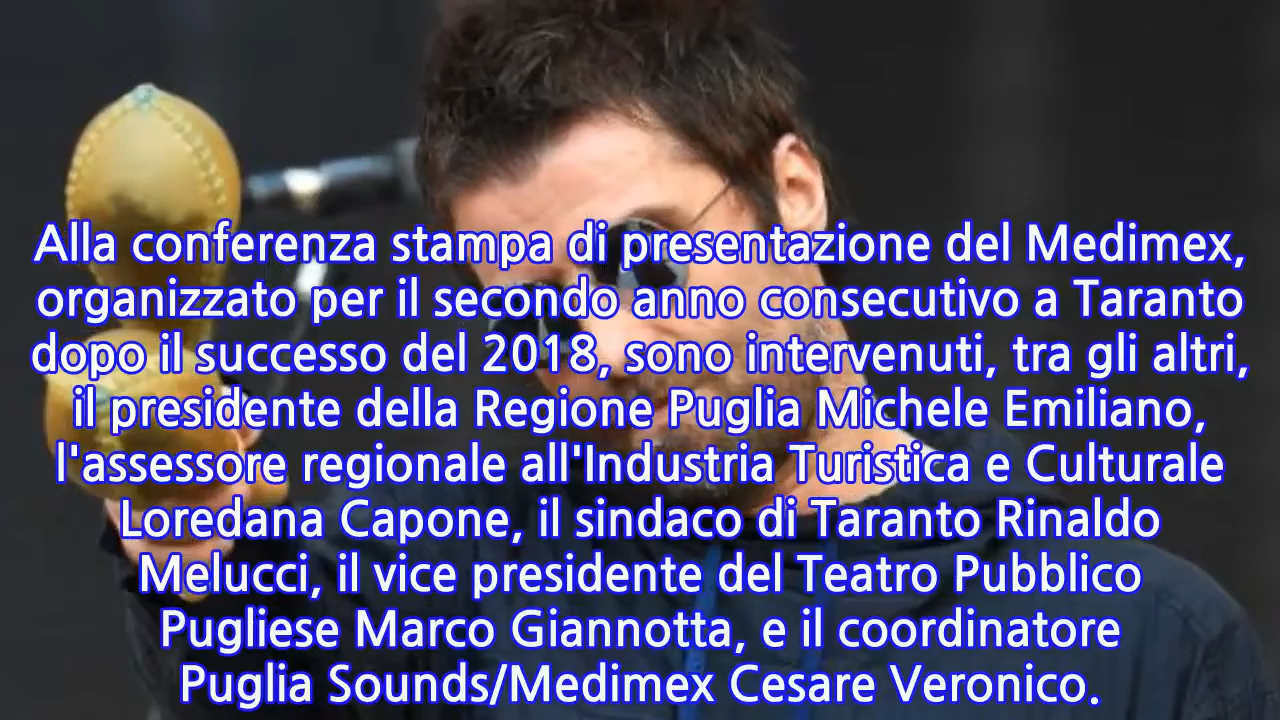 Alla conferenza stampa di presentazione del Medimex,
organizzato per il secondo anno consecutivo a Taranto
dopo il successo del 2018, sono intervenuti, tra gli altri,
il presidente della Regione Puglia Michele Emiliano,
l'assessore regionale all'Industria Turistica e Culturale
Loredana Capone, il sindaco di Taranto Rinaldo
Melucci, il vice presidente del Teatro Pubblico
Pugliese Marco Giannotta, e il coordinatore
Puglia Sounds/Medimex Cesare Veronico.